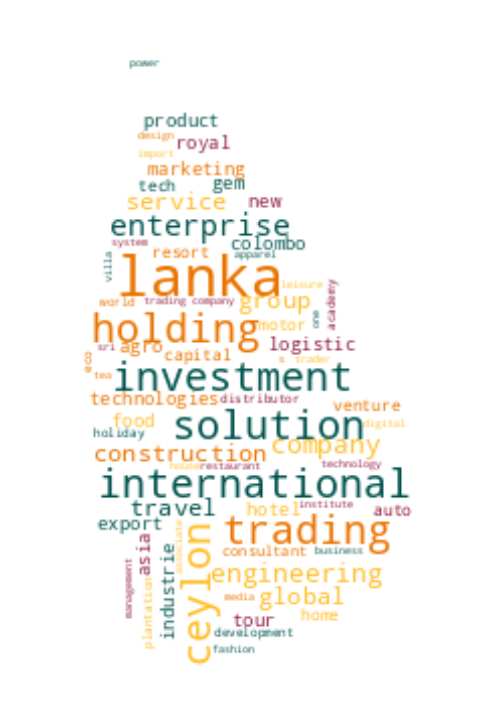 power
product
design
royal
import
marketing
tech
gem
service
new
enterprise
system
colombo
villa
resort
apparel
lanka
leisure
world
trading company
group
academy
holding
motor
one
sri
agro
logistic
eco
capital
s
trader
tea
investment
technologies
distributor
venture
food
solution
digital
holiday
company
construction
house
restaurant
technology
international
travel
hotel
institute
auto
export
trading
asia
associate
ceylon
consultant
business
industrie
management
plantation
engineering
media
global
home
tour
development
fashion